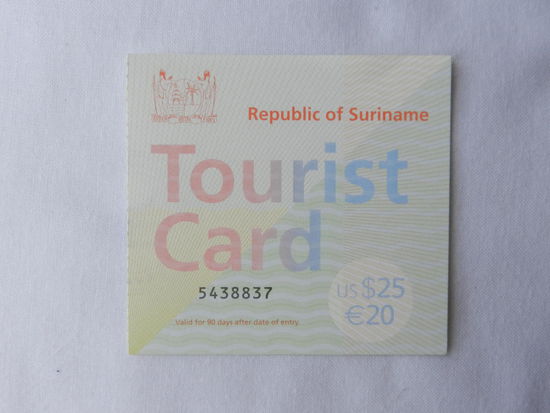 Republic of Suriname
Tourist
Card
5438837
US $25
€20
Valid for 90 days after date of entry.